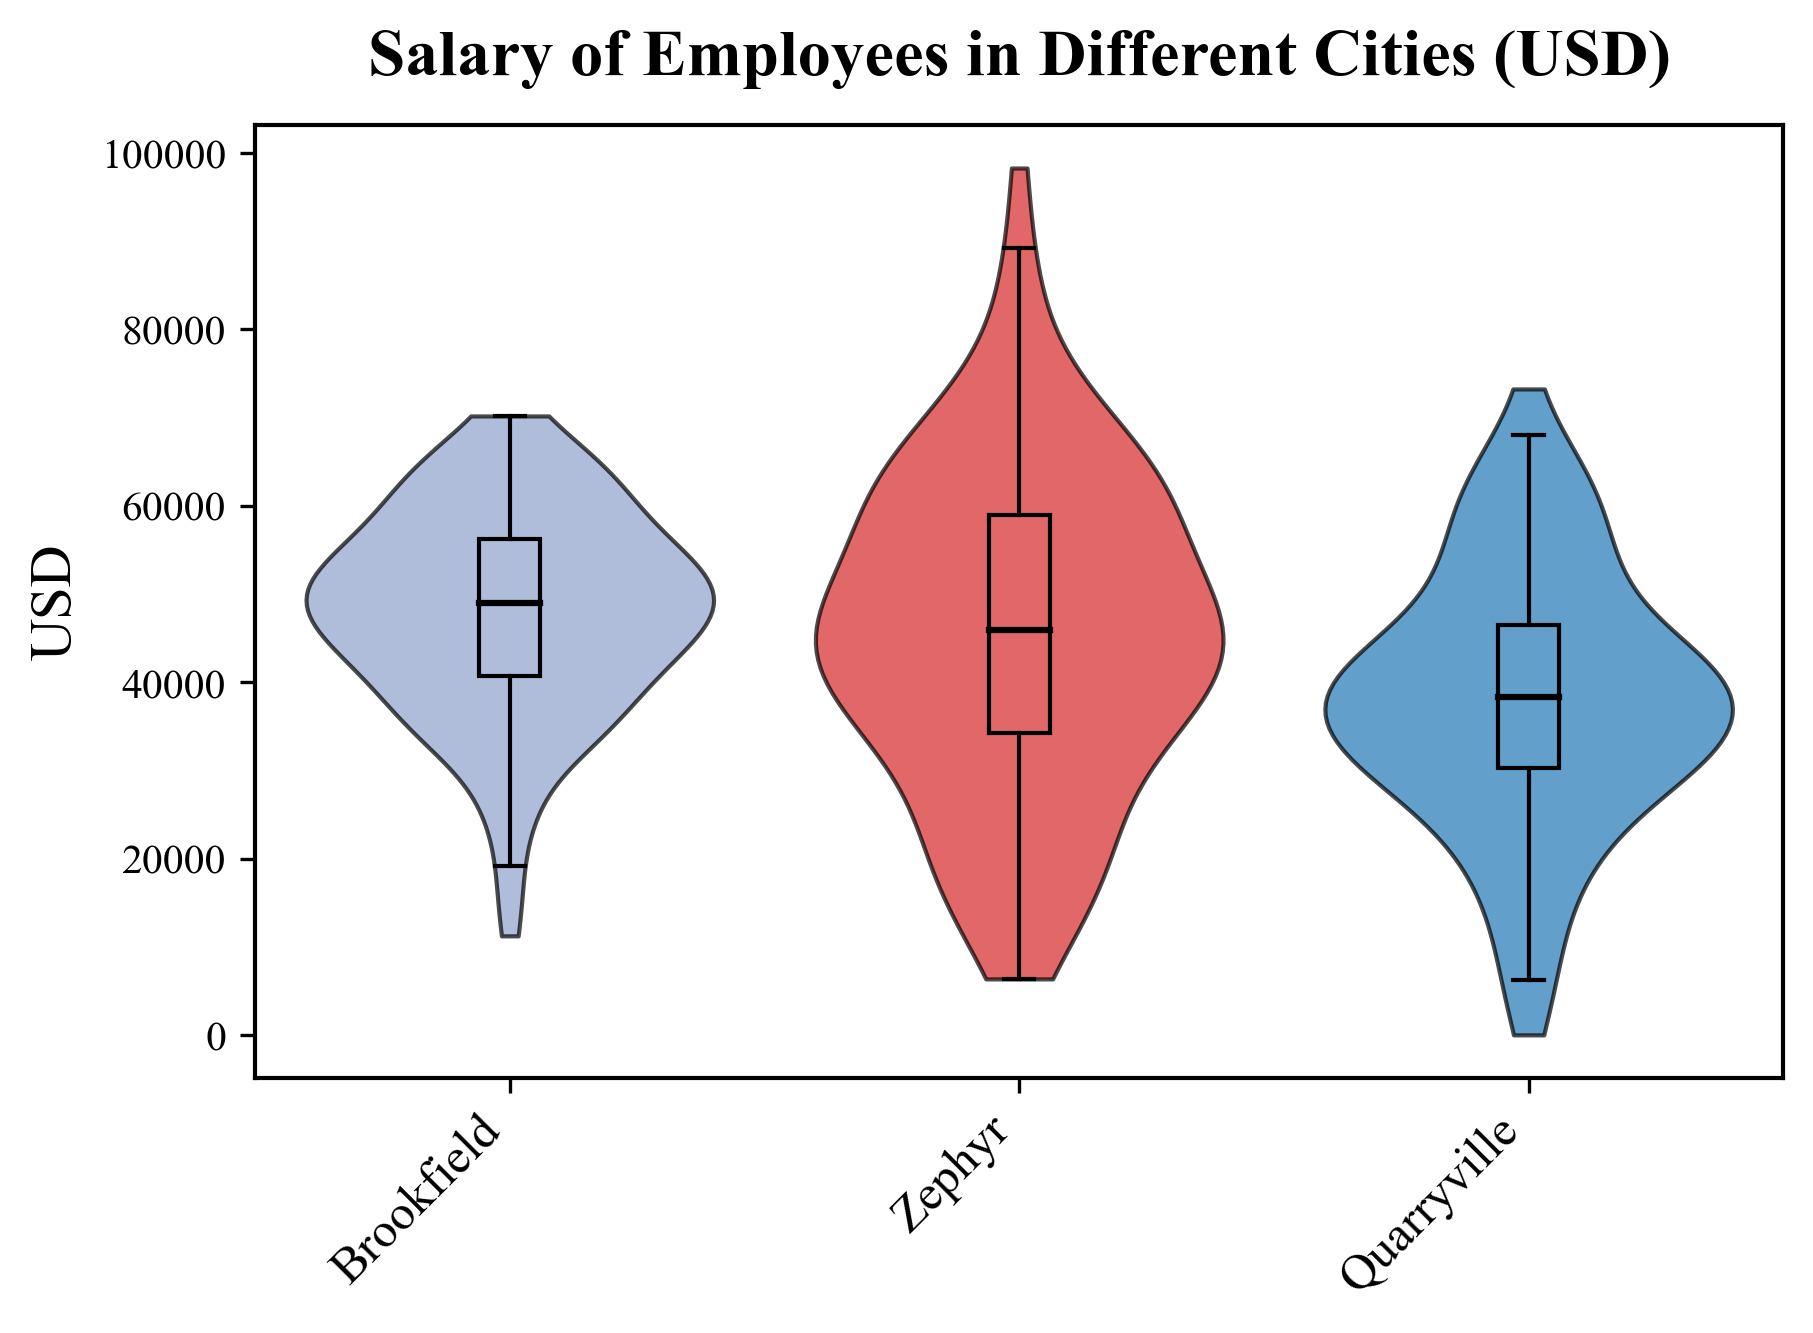 Salary of Employees in Different Cities (USD)
USD
100000
80000
60000
40000
20000
0
Brookfield
Zephyr
Quarryville